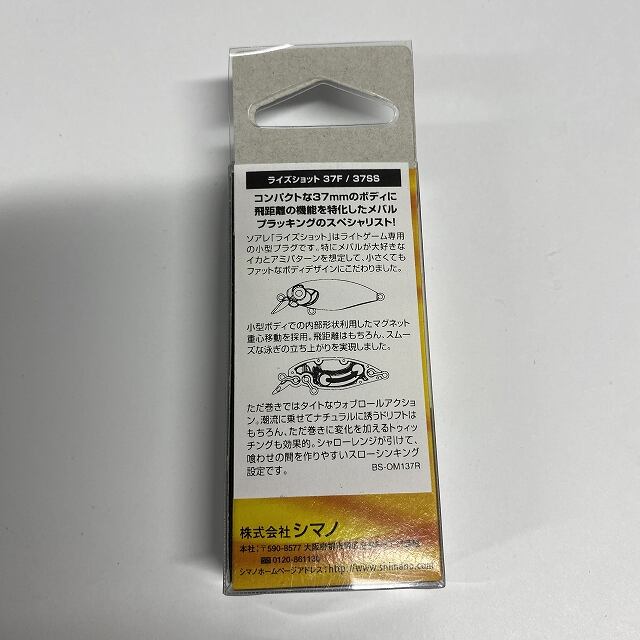 ライズショット 37F / 37SS
コンパクトな37mmのボディに
飛距離の機能を特化したメバル
プラッキングのスペシャリスト!
ソアレ「ライズショット」はライトゲーム専用
の小型プラグです。特にメバルが大好きな
イカとアミパターンを想定して、小さくても
ファットなボディデザインにこだわりました。
小型ボディでの内部形状利用したマグネット
重心移動を採用。飛距離はもちろん、スムー
ズな泳ぎの立ち上がりを実現しました。
ただ巻きではタイトなウォブロールアクショ
ン。潮流に乗せてナチュラルに誘うドリフトは
もちろん、ただ巻きに変化を加えるトゥィッ
チングも効果的。シャローレンジが引けて、
喰わせの間を作りやすいスローシンキング
設定です。
BS-OM137R
株式会社 シマノ
本社:〒590-8577 大阪府堺市堺区
0120-861130
シマノホームページアドレス:http://www.shimano.com